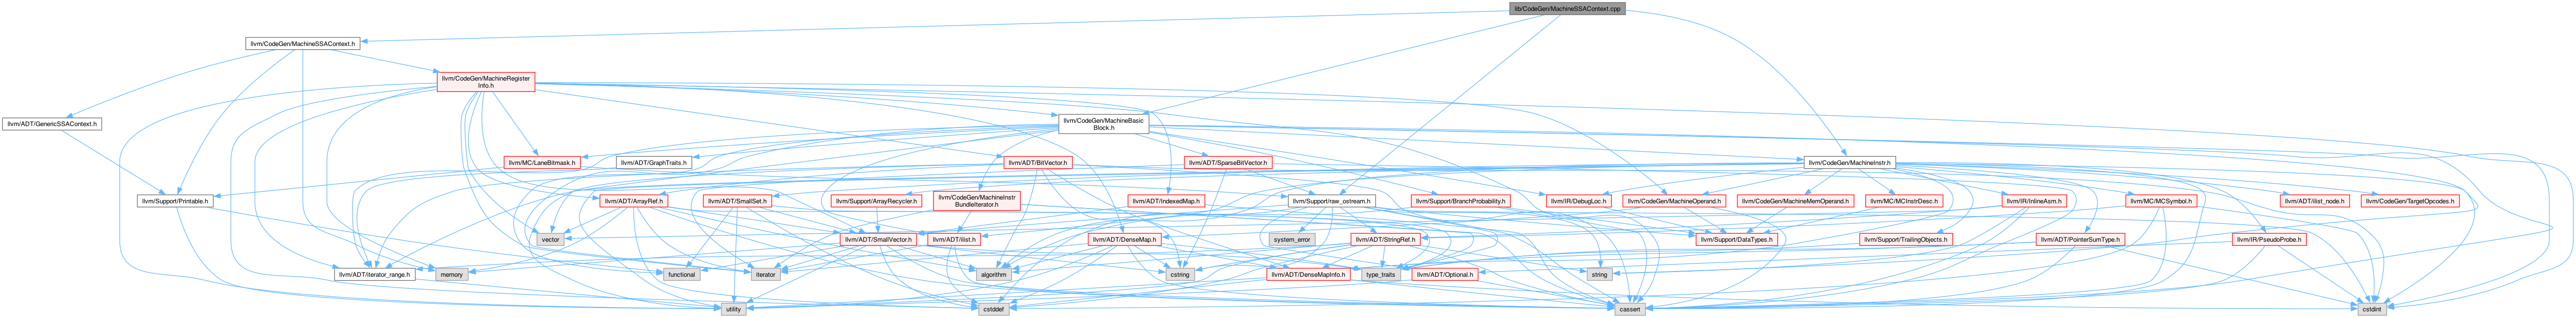 lib/CodeGen/MachineSSAContext.cpp
llvm/CodeGen/MachineSSAContext.h
llvm/CodeGen/MachineRegister
Info.h
llvm/ADT/GenericSSAContext.h
llvm/CodeGen/MachineBasic
Block.h
llvm/MC/LaneBitmask.h
llvm/ADT/GraphTraits.h
llvm/ADT/BitVector.h
llvm/ADT/SparseBitVector.h
llvm/CodeGen/MachineInstr.h
llvm/Support/Printable.h
llvm/ADT/ArrayRef.h
llvm/ADT/SmallSet.h
llvm/Support/ArrayRecycler.h
llvm/CodeGen/MachineInstr
BundleIterator.h
llvm/ADT/IndexedMap.h
llvm/Support/raw_ostream.h
llvm/Support/BranchProbability.h
llvm/IR/DebugLoc.h
llvm/CodeGen/MachineOperand.h
llvm/CodeGen/MachineMemOperand.h
llvm/MC/MCInstrDesc.h
llvm/IR/InlineAsm.h
llvm/MC/MCSymbol.h
llvm/ADT/ilist_node.h
llvm/CodeGen/TargetOpcodes.h
vector
llvm/ADT/SmallVector.h
llvm/ADT/ilist.h
llvm/ADT/DenseMap.h
system_error
llvm/ADT/StringRef.h
llvm/Support/DataTypes.h
llvm/Support/TrailingObjects.h
llvm/ADT/PointerSumType.h
llvm/IR/PseudoProbe.h
llvm/ADT/iterator_range.h
memory
functional
iterator
algorithm
cstring
llvm/ADT/DenseMapInfo.h
type_traits
llvm/ADT/Optional.h
string
utility
cstddef
cassert
cstdint